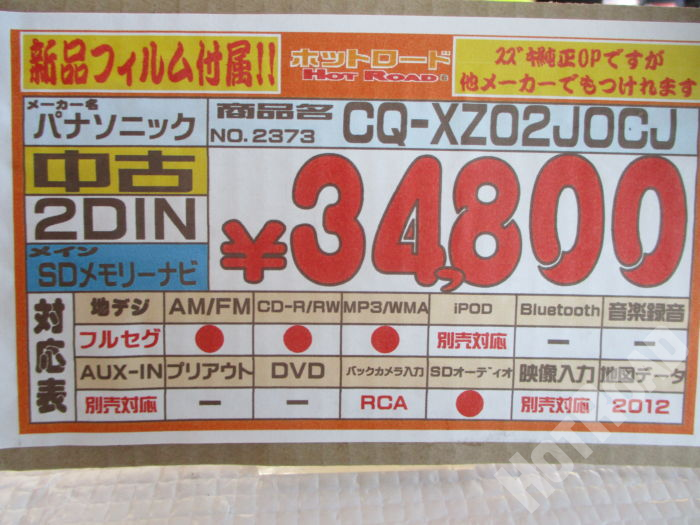 新品フィルム付属!!
ホットロード
HOT ROAD
スズキ純正OPですが
他メーカーでもつけれます
メーカー名
パナソニック
商品名
NO.2373
CQ-XZ02J0CJ
中古
2DIN
メイン
SDメモリーナビ
¥34,800
対応表
地デジ AM/FM CD-R/RW MP3/WMA iPOD Bluetooth 音楽録音
フルセグ ● ● ● 別売対応 ー ー
AUX-IN プリアウト DVD バックカメラ入力 SDオーディオ 映像入力 地図データ
別売対応 ー ー RCA ● 別売対応 2012
HOTROAD